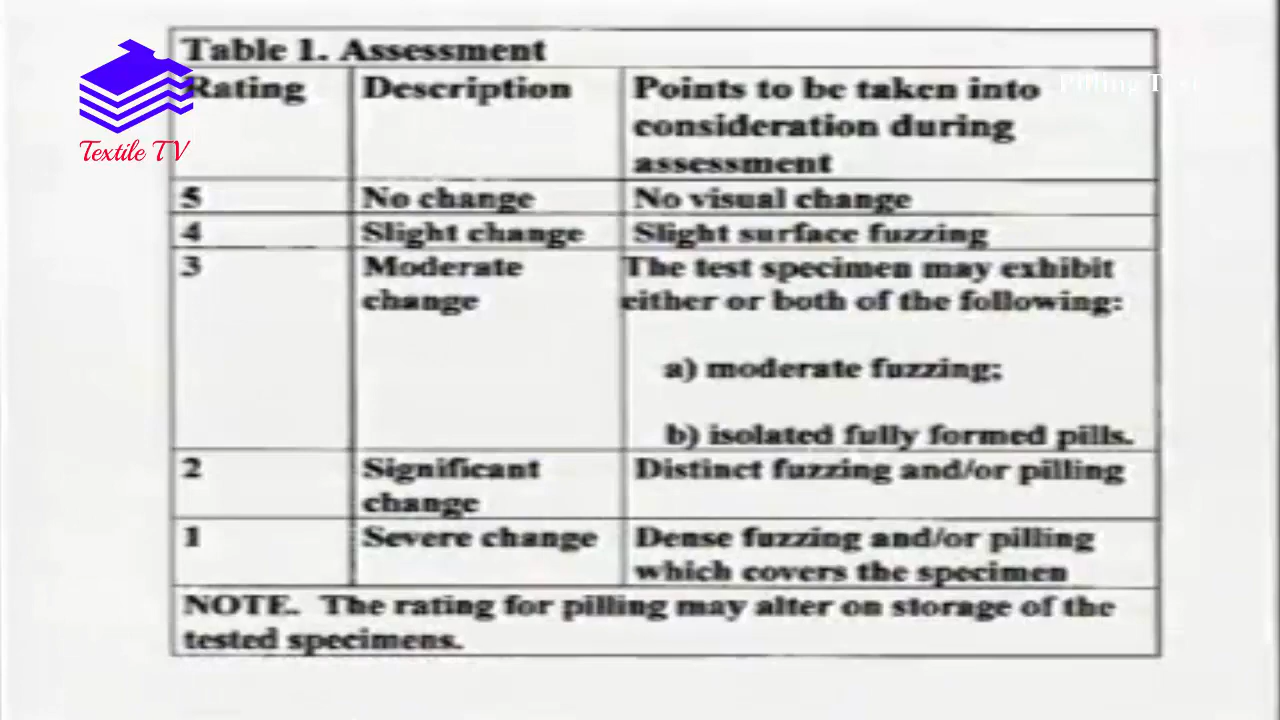 Table 1. Assessment
Rating
Description
Points to be taken into
consideration during
assessment
5
No change
No visual change
4
Slight change
Slight surface fuzzing
3
Moderate
change
The test specimen may exhibit
either or both of the following:
a) moderate fuzzing;
b) isolated fully formed pills.
2
Significant
change
Distinct fuzzing and/or pilling
1
Severe change
Dense fuzzing and/or pilling
which covers the specimen
NOTE. The rating for pilling may alter on storage of the
tested specimens.
Textile TV
Pilling Test